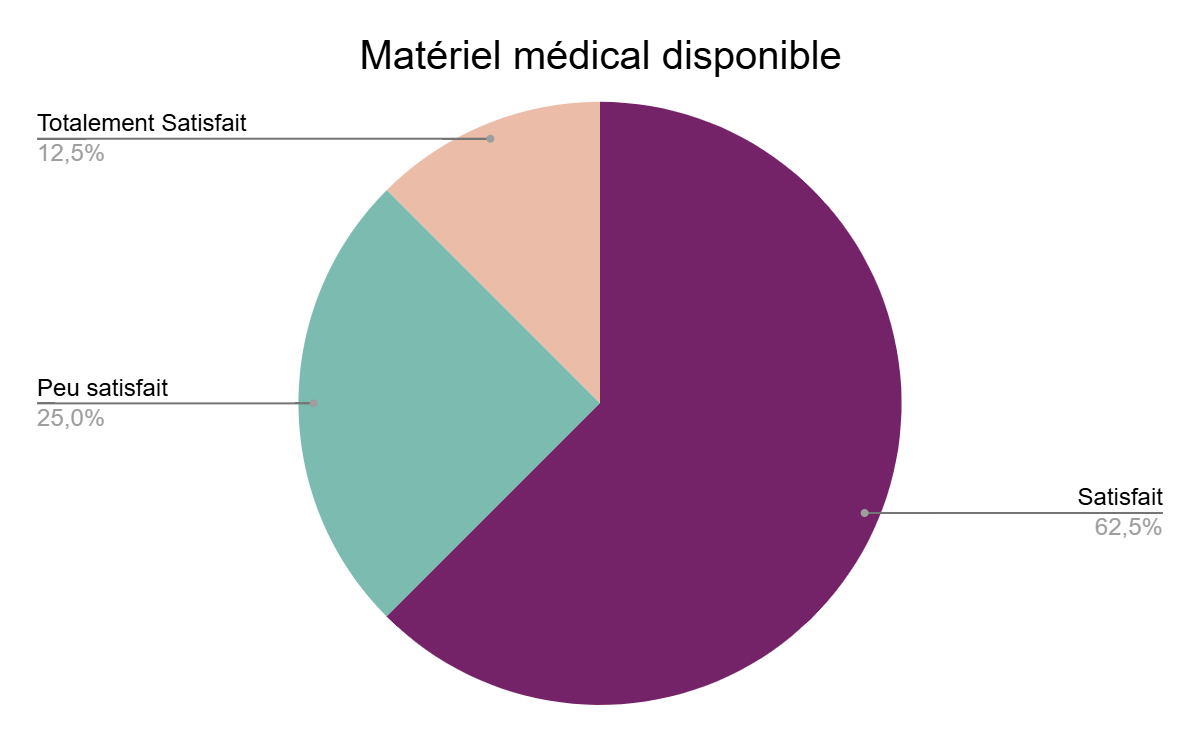 Matériel médical disponible
Totalement Satisfait
12,5%
Peu satisfait
25,0%
Satisfait
62,5%